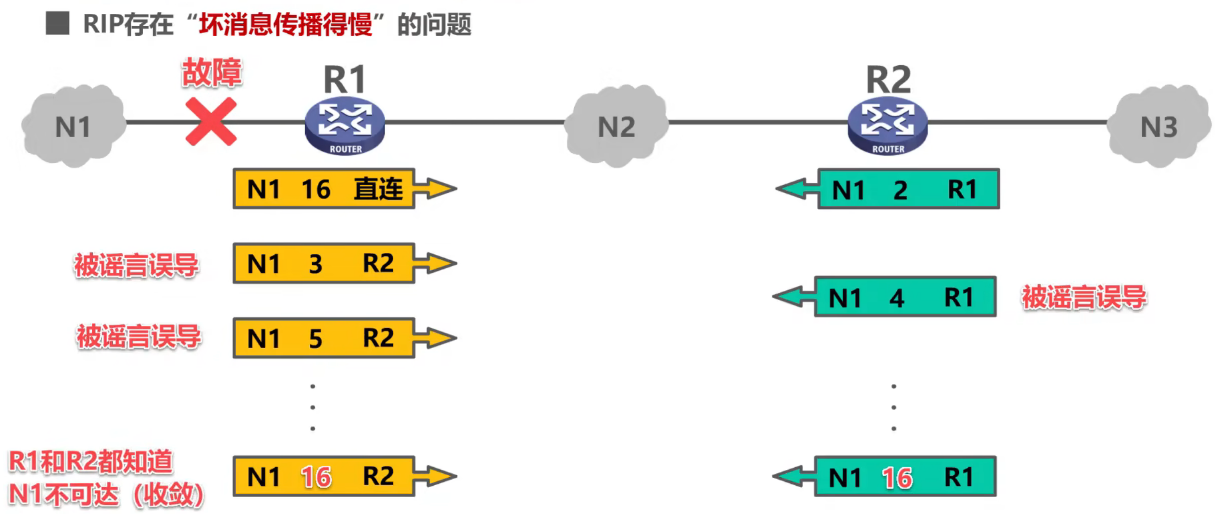 RIP存在“坏消息传播得慢”的问题
故障
R1
R2
N1
N2
N3
ROUTER
ROUTER
N1 16 直连
N1 2 R1
被谣言误导
N1 3 R2
N1 4 R1
被谣言误导
被谣言误导
N1 5 R2
R1和R2都知道
N1不可达（收敛）
N1 16 R2
N1 16 R1